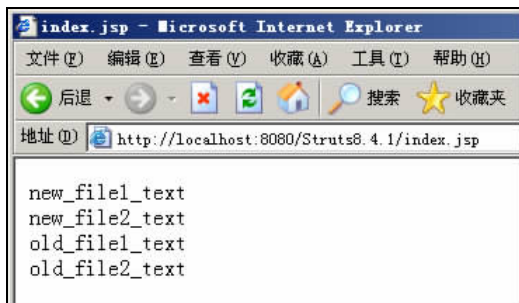 index.jsp - Microsoft Internet Explorer
文件(F) 编辑(E) 查看(V) 收藏(A) 工具(T) 帮助(H)
后退 搜索 收藏夹
地址(D) http://localhost:8080/Struts8.4.1/index.jsp
new_file1_text
new_file2_text
old_file1_text
old_file2_text